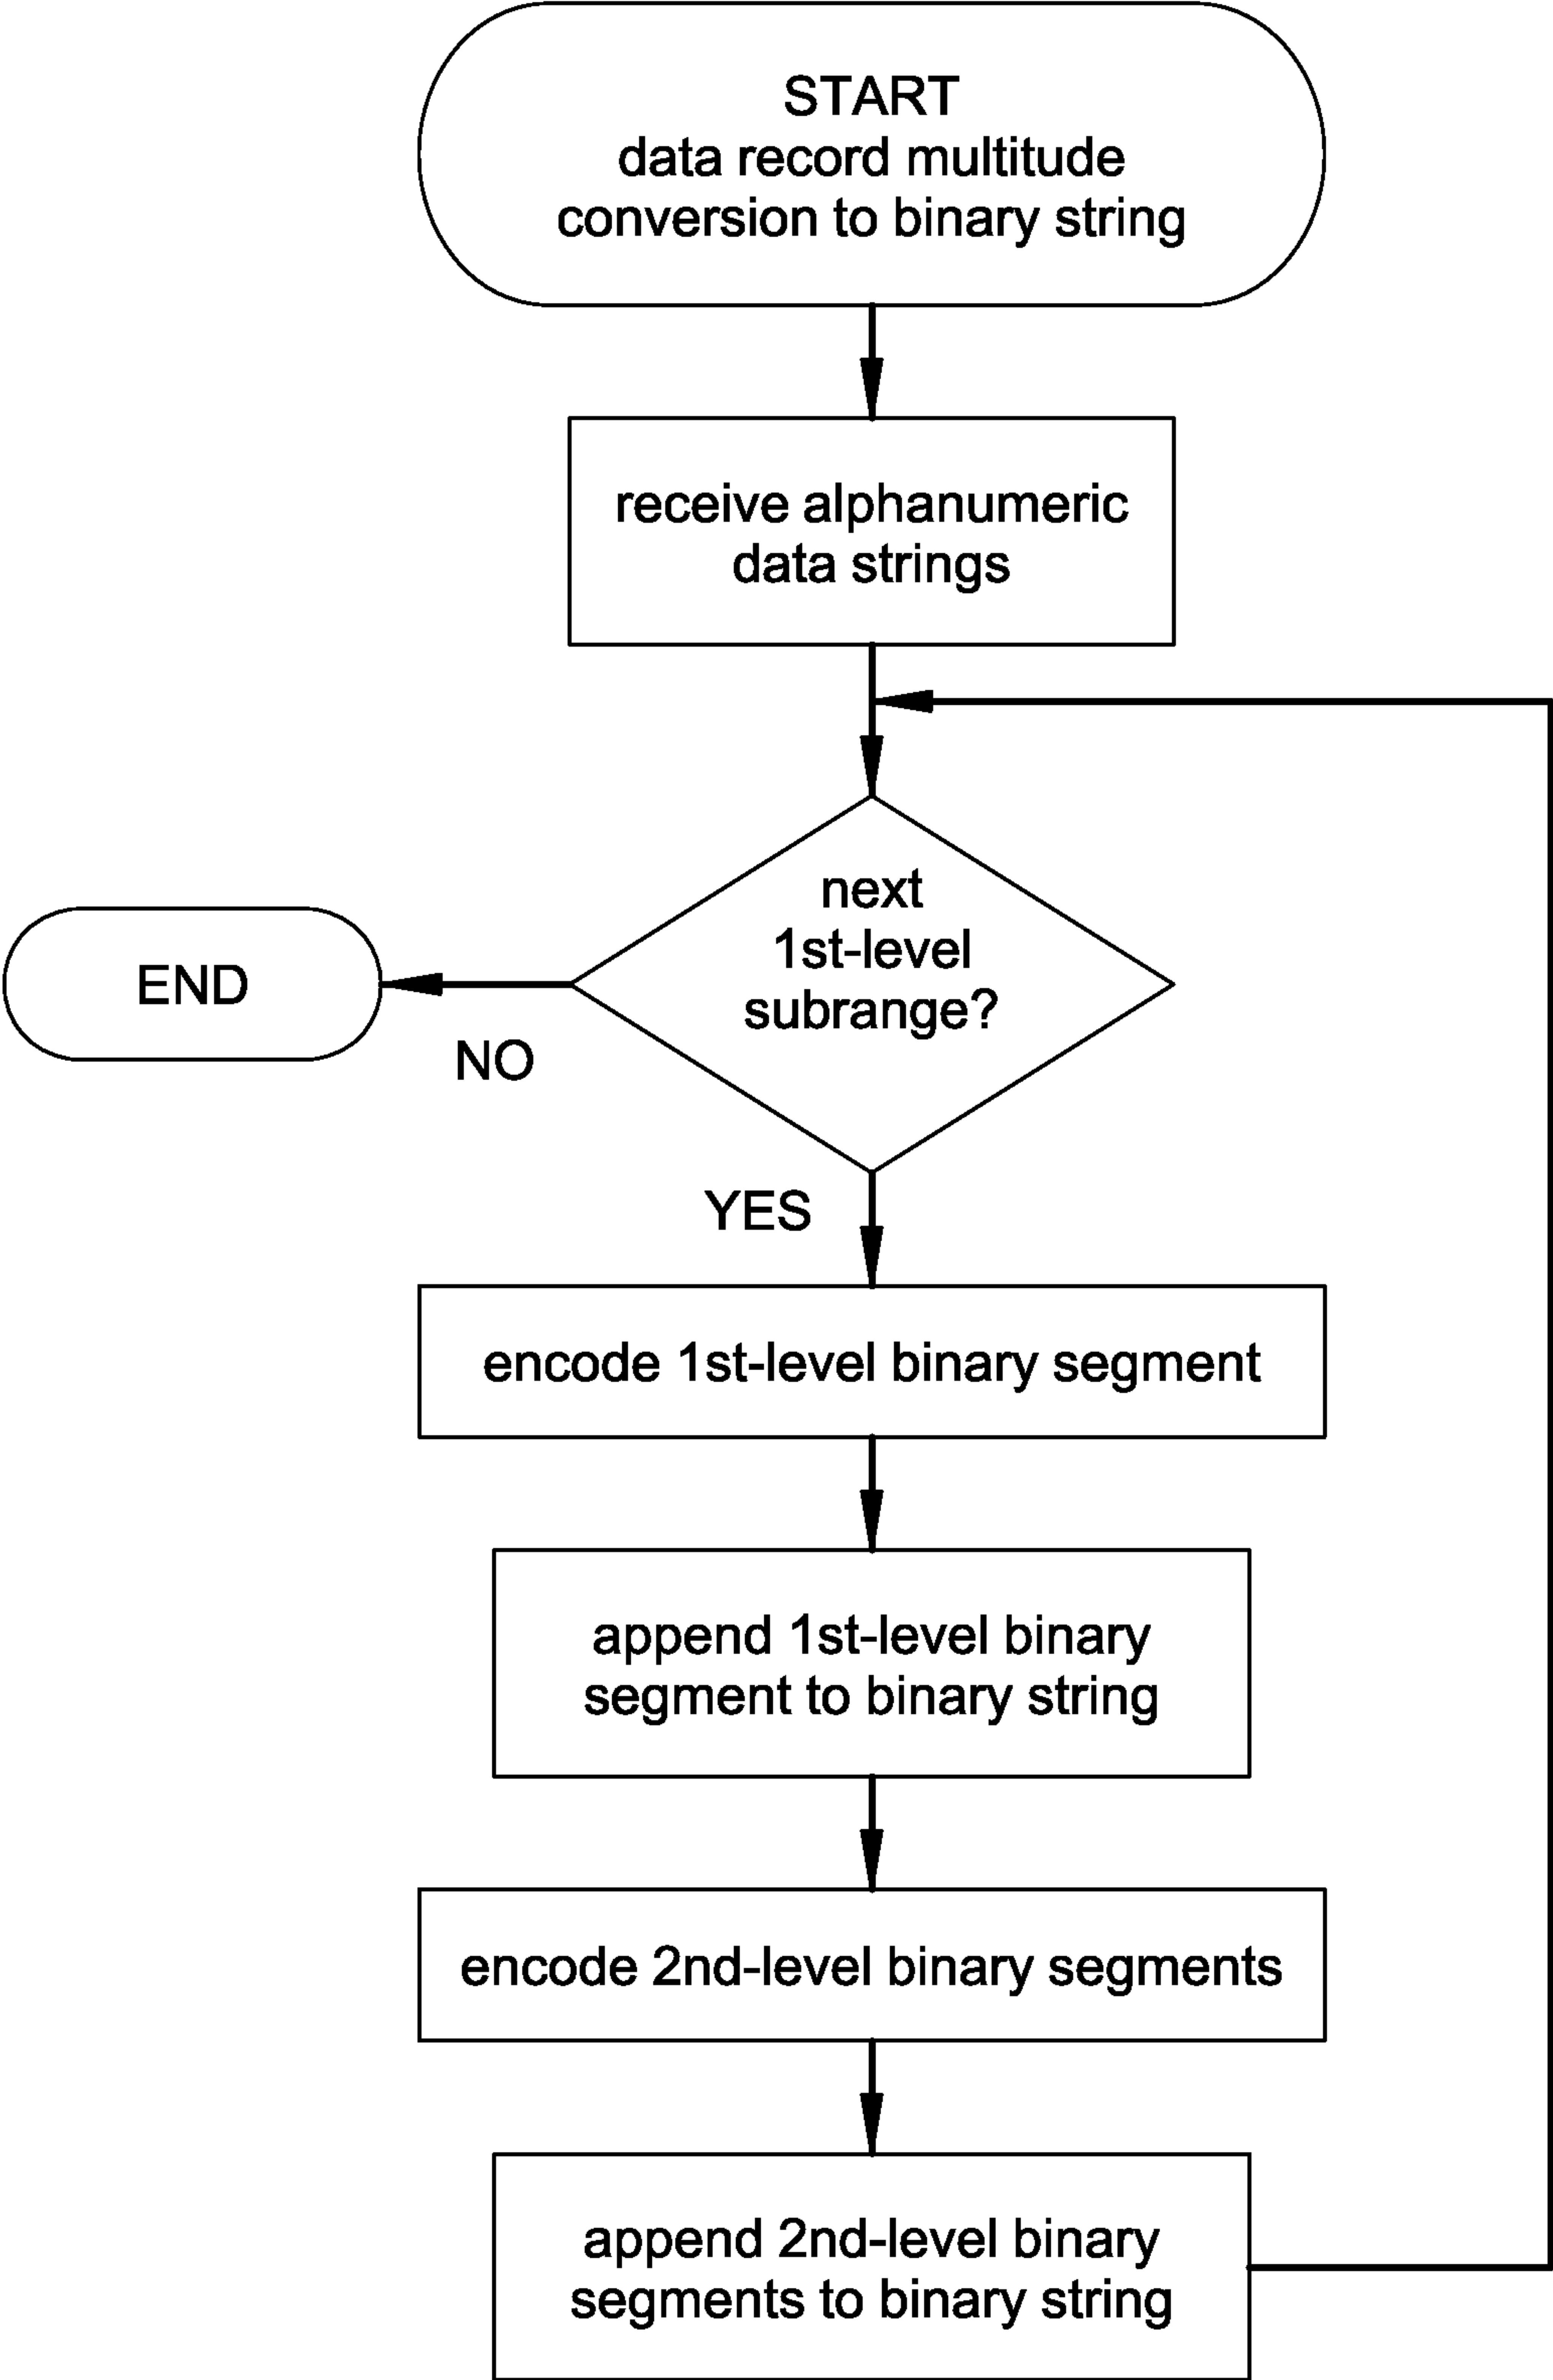 START
data record multitude
conversion to binary string
receive alphanumeric
data strings
next
1st-level
subrange?
END
NO
YES
encode 1st-level binary segment
append 1st-level binary
segment to binary string
encode 2nd-level binary segments
append 2nd-level binary
segments to binary string